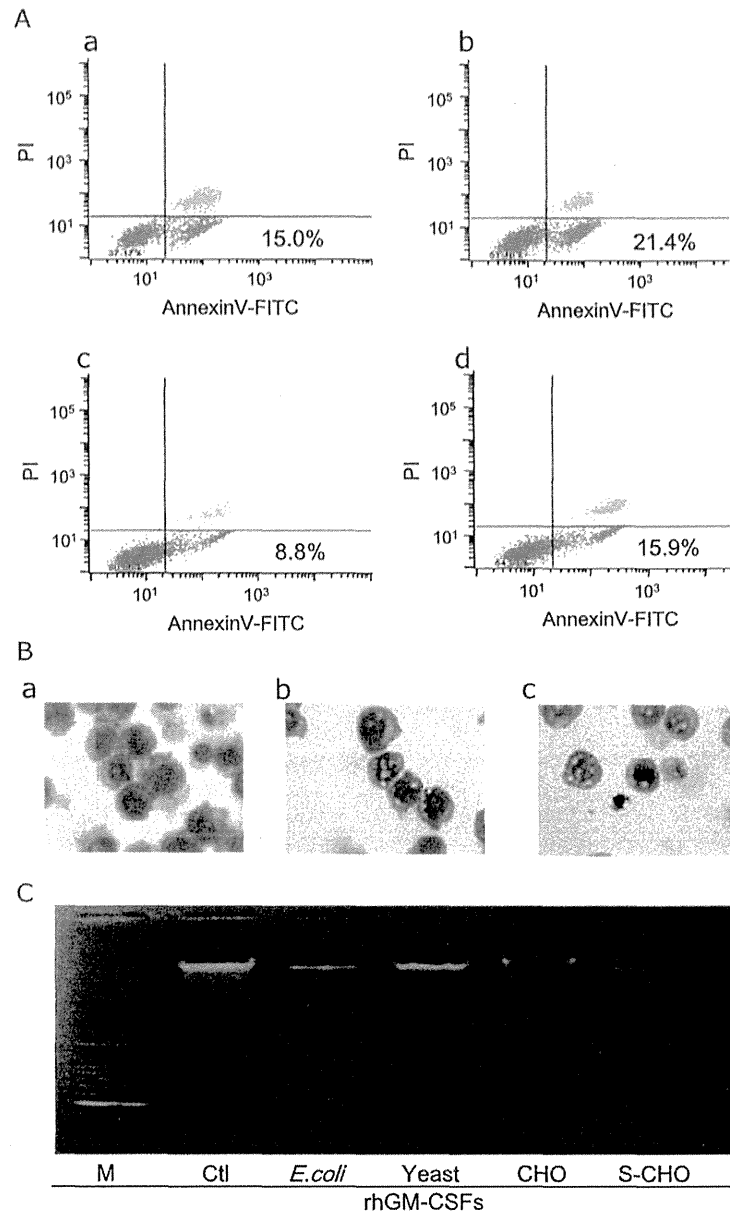 A
a
b
10⁵
10³
10¹
PI
15.0%
10¹
10³
AnnexinV-FITC
10⁵
10³
10¹
PI
21.4%
10¹
10³
AnnexinV-FITC
c
d
10⁵
10³
10¹
PI
8.8%
10¹
10³
AnnexinV-FITC
10⁵
10³
10¹
PI
15.9%
10¹
10³
AnnexinV-FITC
B
a
b
c
C
M Ctl E.coli Yeast CHO S-CHO
rhGM-CSFs